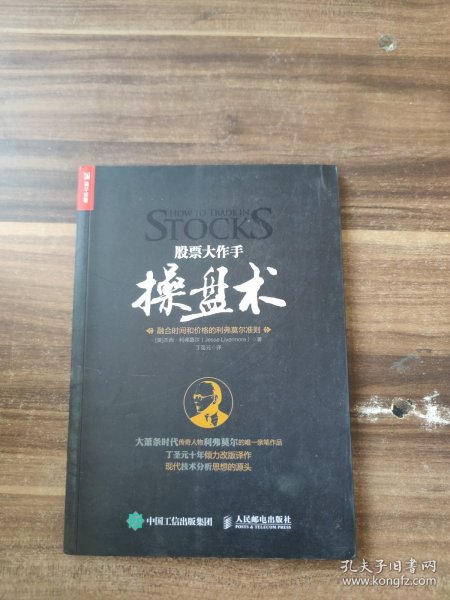 HOW TO TRADE IN
STOCKS
股票大作手
操盘术
融合时间和价格的利弗莫尔准则
[美]杰西·利弗莫尔(Jesse Livermore)◎著
丁圣元◎译
大萧条时代传奇人物利弗莫尔的唯一亲笔作品
丁圣元十年倾力改版译作
现代技术分析思想的源头
中国工信出版集团
人民邮电出版社
POSTS & TELECOM PRESS
孔夫子旧书网
www.kongfz.com